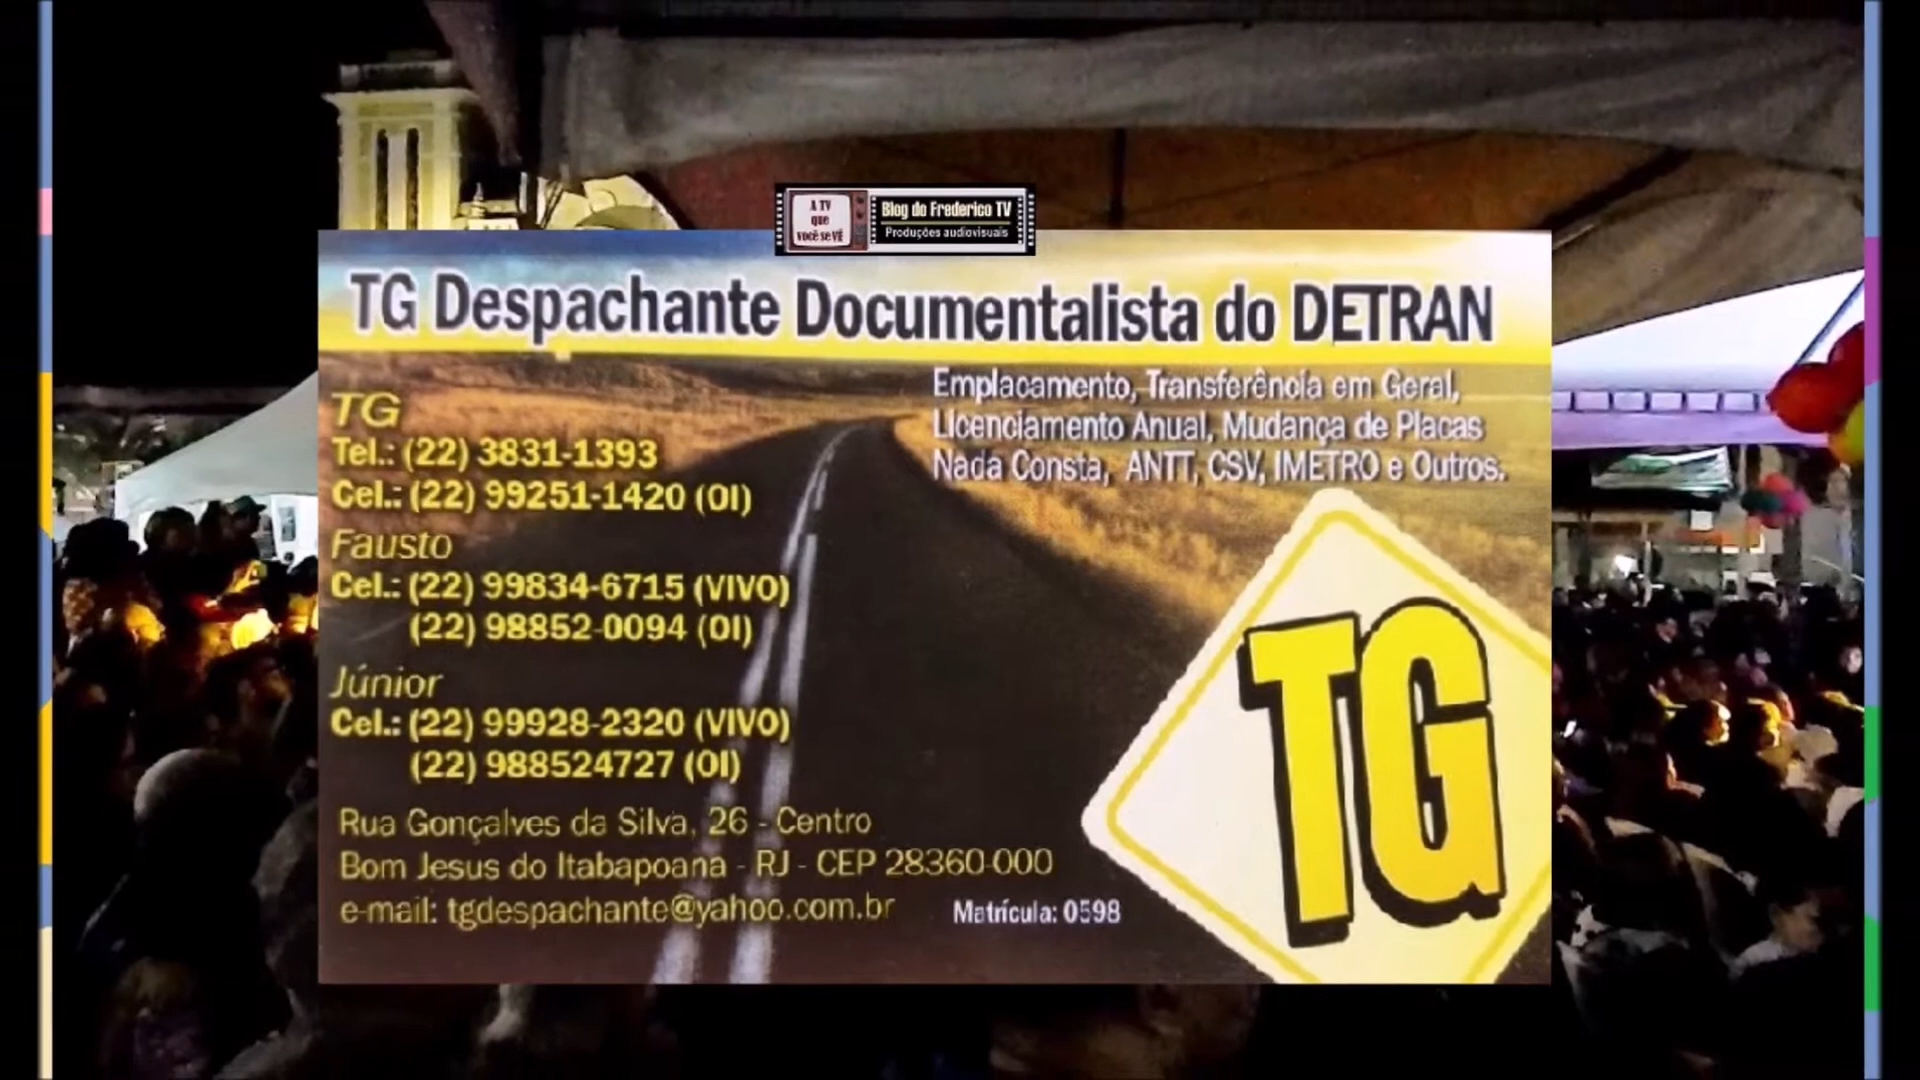 A TV
que
você se VÊ
Blog do Frederico TV
Produções audiovisuais
TG Despachante Documentalista do DETRAN
Emplacamento, Transferência em Geral,
Licenciamento Anual, Mudança de Placas
Nada Consta, ANTT, CSV, IMETRO e Outros.
TG
Tel.: (22) 3831-1393
Cel.: (22) 99251-1420 (OI)
Fausto
Cel.: (22) 99834-6715 (VIVO)
(22) 98852-0094 (OI)
Júnior
Cel.: (22) 99928-2320 (VIVO)
(22) 988524727 (OI)
Rua Gonçalves da Silva, 26 - Centro
Bom Jesus do Itabapoana - RJ - CEP 28360-000
e-mail: tgdespachante@yahoo.com.br
Matrícula: 0598
TG